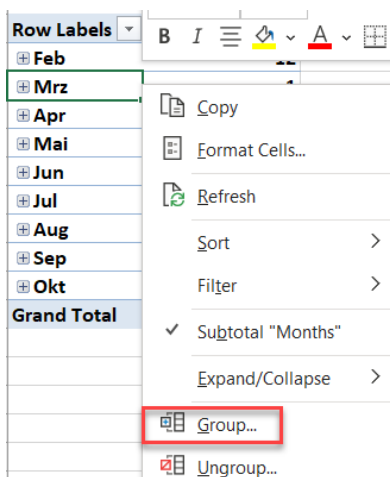 Row Labels
B I A
Feb
Mrz
Apr
Mai
Jun
Jul
Aug
Sep
Okt
Grand Total
Copy
Format Cells...
Refresh
Sort
Filter
Subtotal "Months"
Expand/Collapse
Group...
Ungroup...